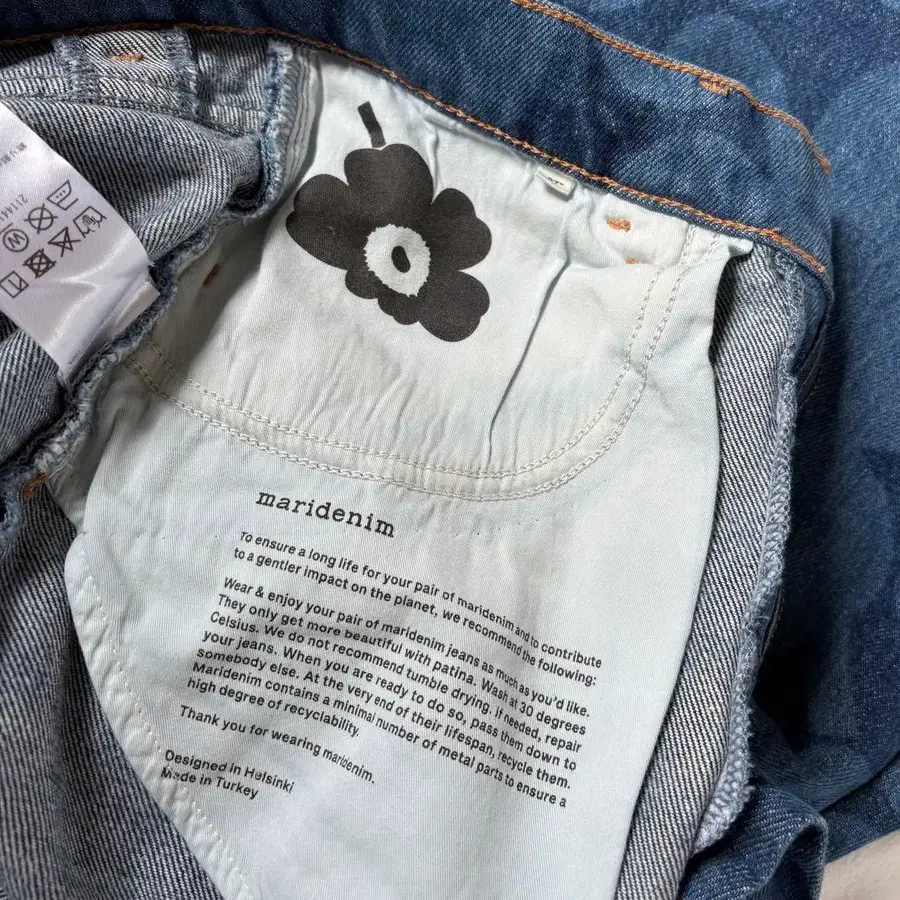 maridenim
To ensure a long life for your pair of maridenim and to contribute
to a gentler impact on the planet, we recommend the following:
Wear & enjoy your pair of maridenim jeans as much as you'd like.
They only get more beautiful with patina. Wash at 30 degrees
Celsius. We do not recommend tumble drying. If needed, repair
your jeans. When you are ready to do so, pass them down to
somebody else. At the very end of their lifespan, recycle them.
Maridenim contains a minimal number of metal parts to ensure a
high degree of recyclability.
Thank you for wearing maridenim.
Designed in Helsinki
Made in Turkey